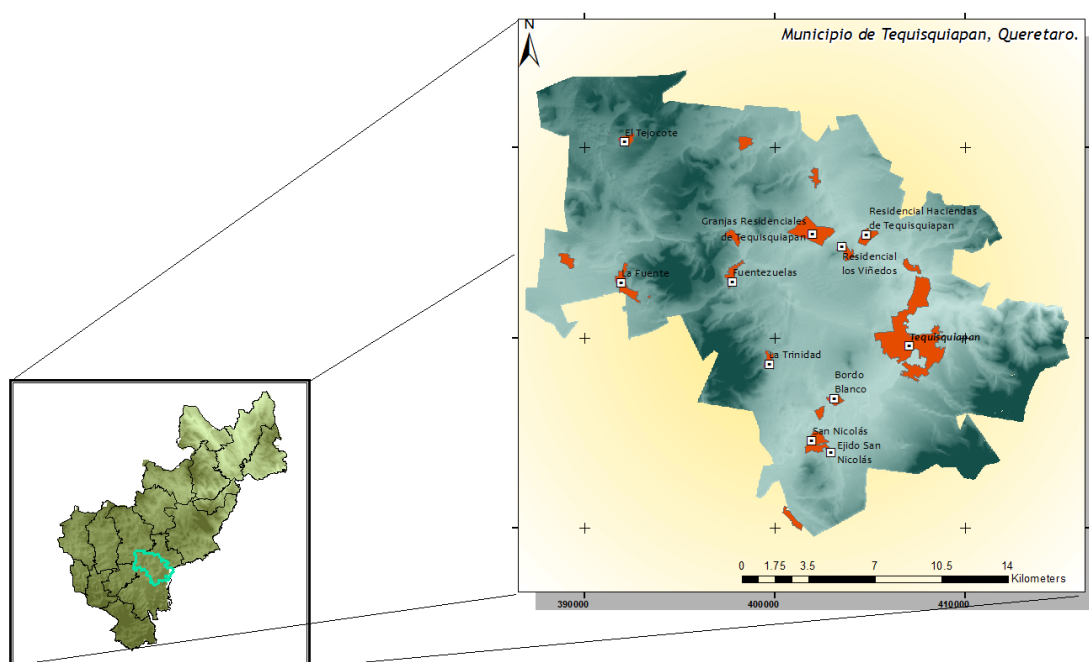 Municipio de Tequisquiapan, Queretaro.
N
El Tejocote
Granjas Residenciales
de Tequisquiapan
Residencial Haciendas
de Tequisquiapan
Residencial
los Viñedos
La Fuente
Fuentezuelas
Tequisquiapan
La Trinidad
Bordo
Blanco
San Nicolás
Ejido San
Nicolás
0 1.75 3.5 7 10.5 14
Kilometers
390000 400000 410000